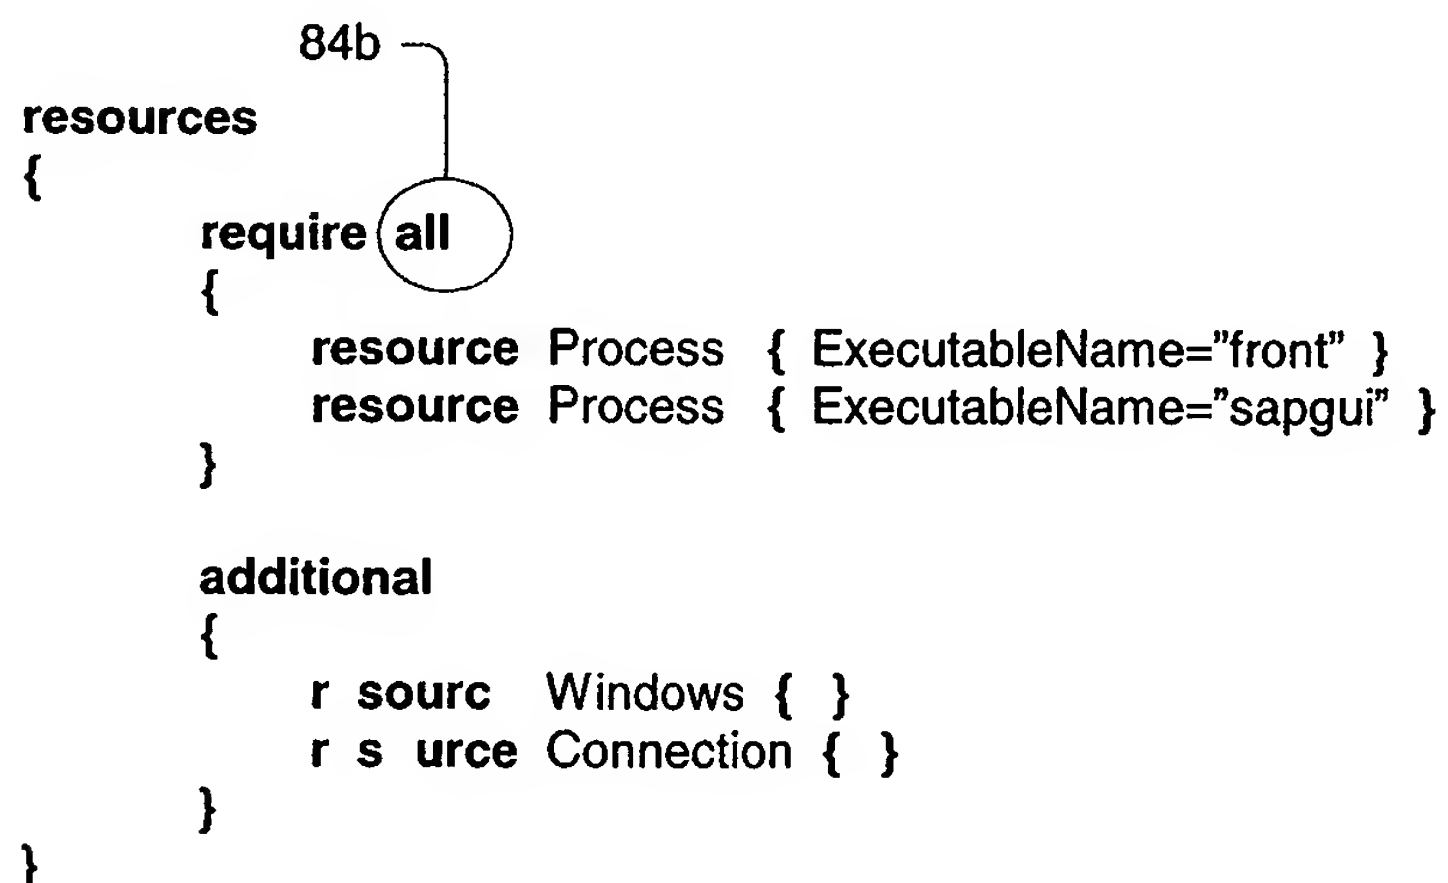 84b
resources
{
require all
{
resource Process { ExecutableName="front" }
resource Process { ExecutableName="sapgui" }
}
additional
{
r sourc Windows { }
r s urce Connection { }
}
}